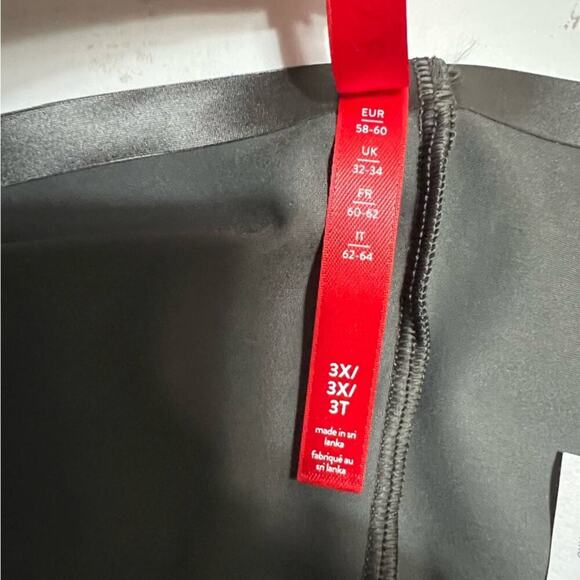 EUR
58-60
UK
32-34
FR
60-62
IT
62-64
3X/
3X/
3T
made in sri
lanka
fabriqué au
sri lanka